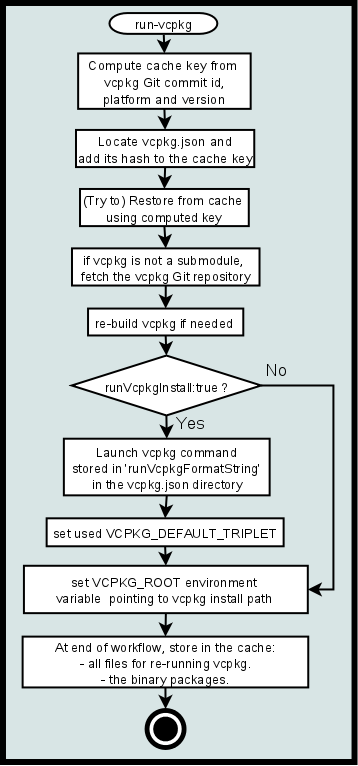 run-vcpkg
Compute cache key from
vcpkg Git commit id,
platform and version
Locate vcpkg.json and
add its hash to the cache key
(Try to) Restore from cache
using computed key
if vcpkg is not a submodule,
fetch the vcpkg Git repository
re-build vcpkg if needed
runVcpkgInstall:true ?
No
Yes
Launch vcpkg command
stored in 'runVcpkgFormatString'
in the vcpkg.json directory
set used VCPKG_DEFAULT_TRIPLET
set VCPKG_ROOT environment
variable  pointing to vcpkg install path
At end of workflow, store in the cache:
- all files for re-running vcpkg.
- the binary packages.